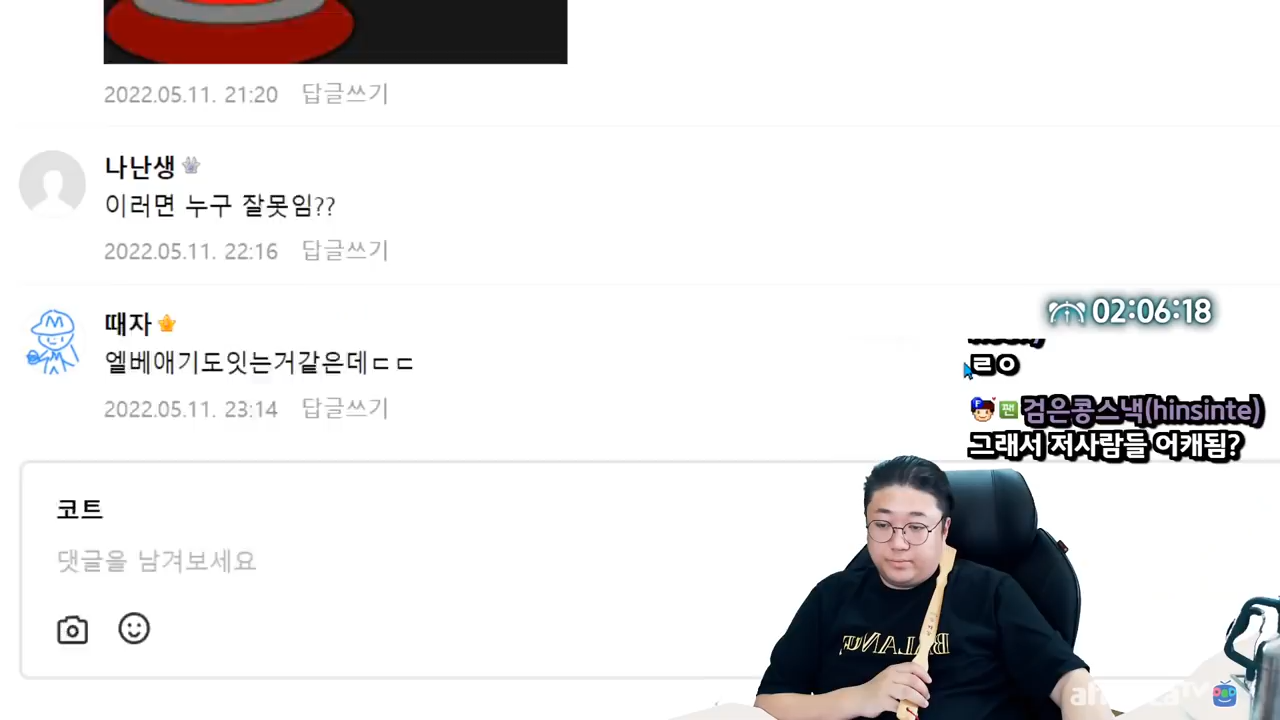 2022.05.11. 21:20 답글쓰기
나난생
이러면 누구 잘못임??
2022.05.11. 22:16 답글쓰기
때자
엘베얘기도잇는거같은데ㄷㄷ
2022.05.11. 23:14 답글쓰기
코트
댓글을 남겨보세요
02:06:18
ㄹㅇ
F 팬 검은콩스낵(hinsinte)
그래서 저사람들 어캐됨?
BALANCE